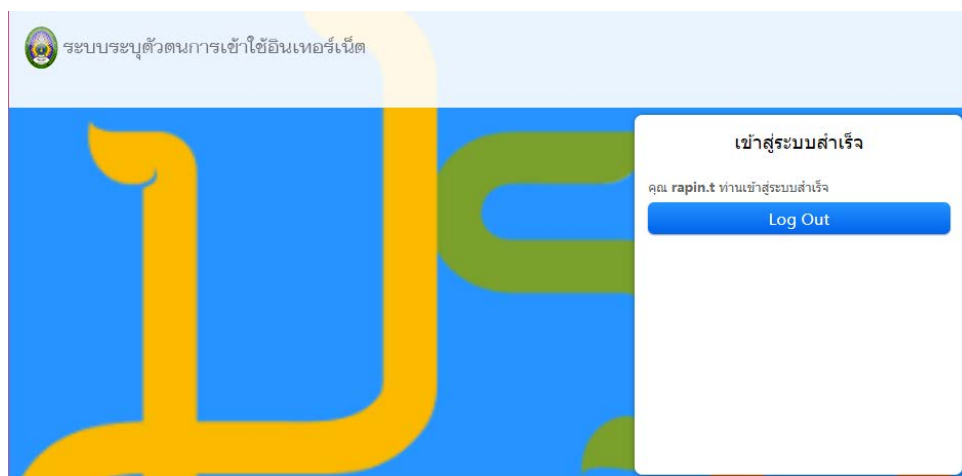 ระบบระบุตัวตนการเข้าใช้อินเทอร์เน็ต
เข้าสู่ระบบสำเร็จ
คุณ rapin.t ท่านเข้าสู่ระบบสำเร็จ
Log Out